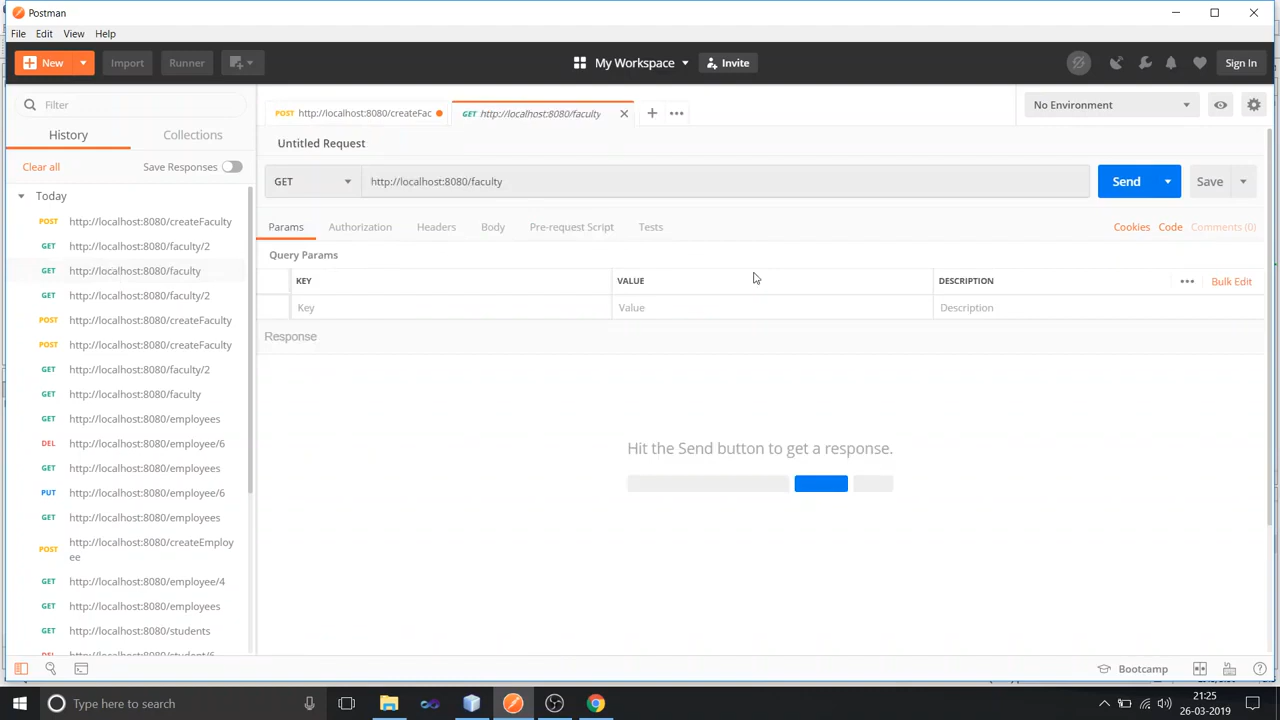 Postman
File Edit View Help
New Import Runner My Workspace Invite Sign In
Filter
History Collections
Clear all Save Responses
Today
POST http://localhost:8080/createFaculty
GET http://localhost:8080/faculty/2
GET http://localhost:8080/faculty
GET http://localhost:8080/faculty/2
POST http://localhost:8080/createFaculty
POST http://localhost:8080/createFaculty
GET http://localhost:8080/faculty/2
GET http://localhost:8080/faculty
GET http://localhost:8080/employees
DEL http://localhost:8080/employee/6
GET http://localhost:8080/employees
PUT http://localhost:8080/employee/6
GET http://localhost:8080/employees
POST http://localhost:8080/createEmploy
ee
GET http://localhost:8080/employee/4
GET http://localhost:8080/employees
GET http://localhost:8080/students
DEL http://localhost:8080/student/6
POST http://localhost:8080/createFac GET http://localhost:8080/faculty
No Environment
Untitled Request
GET http://localhost:8080/faculty Send Save
Params Authorization Headers Body Pre-request Script Tests Cookies Code Comments (0)
Query Params
KEY VALUE DESCRIPTION Bulk Edit
Key Value Description
Response
Hit the Send button to get a response.
Bootcamp
Type here to search
21:25
26-03-2019